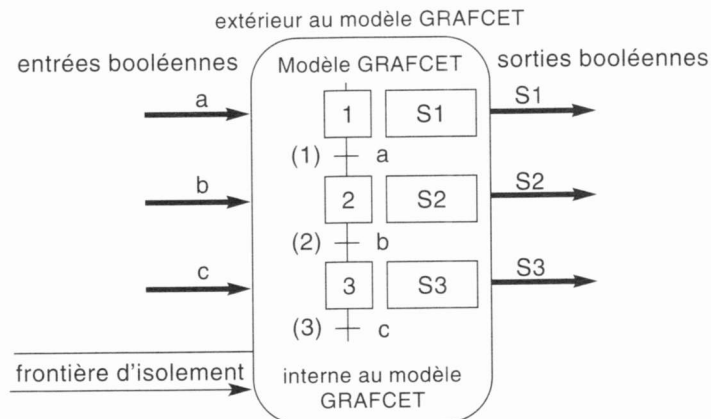 extérieur au modèle GRAFCET
entrées booléennes
Modèle GRAFCET
sorties booléennes
a
1
S1
S1
(1)
a
b
2
S2
S2
(2)
b
c
3
S3
S3
(3)
c
frontière d'isolement
interne au modèle
GRAFCET